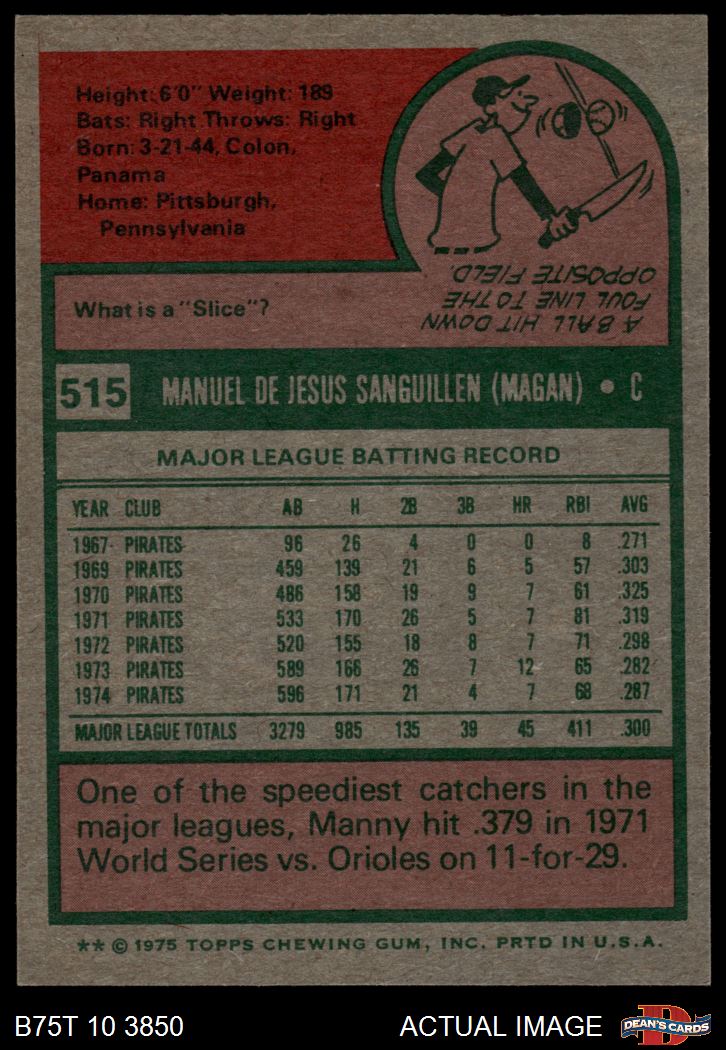 Height: 6'0" Weight: 189
Bats: Right Throws: Right
Born: 3-21-44, Colon,
Panama
Home: Pittsburgh,
Pennsylvania
What is a "Slice"?
A BALL HIT DOWN
FOUL LINE TO THE
OPPOSITE FIELD.
515 MANUEL DE JESUS SANGUILLEN (MAGAN) • C
MAJOR LEAGUE BATTING RECORD
YEAR CLUB AB H 2B 3B HR RBI AVG
1967 PIRATES 96 26 4 0 0 8 .271
1969 PIRATES 459 139 21 6 5 57 .303
1970 PIRATES 486 158 19 9 7 61 .325
1971 PIRATES 533 170 26 5 7 81 .319
1972 PIRATES 520 155 18 8 7 71 .298
1973 PIRATES 589 166 26 7 12 65 .282
1974 PIRATES 596 171 21 4 7 68 .287
MAJOR LEAGUE TOTALS 3279 985 135 39 45 411 .300
One of the speediest catchers in the
major leagues, Manny hit .379 in 1971
World Series vs. Orioles on 11-for-29.
** © 1975 TOPPS CHEWING GUM, INC. PRTD IN U.S.A.
B75T 10 3850 ACTUAL IMAGE
D
DEAN'S CARDS